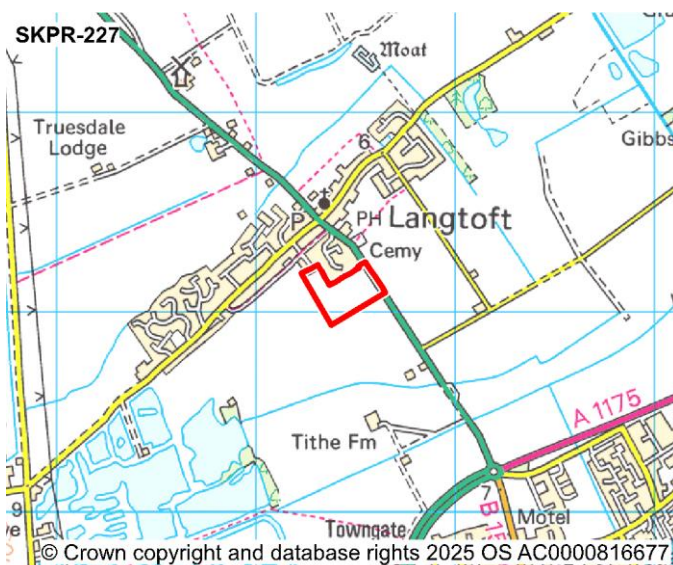 SKPR-227
Moat
Truesdale
Lodge
Gibbs
6
P
PH
Langtoft
Cemy
A 1175
Tithe Fm
9
Towngate
Motel
B 15
© Crown copyright and database rights 2025 OS AC0000816677